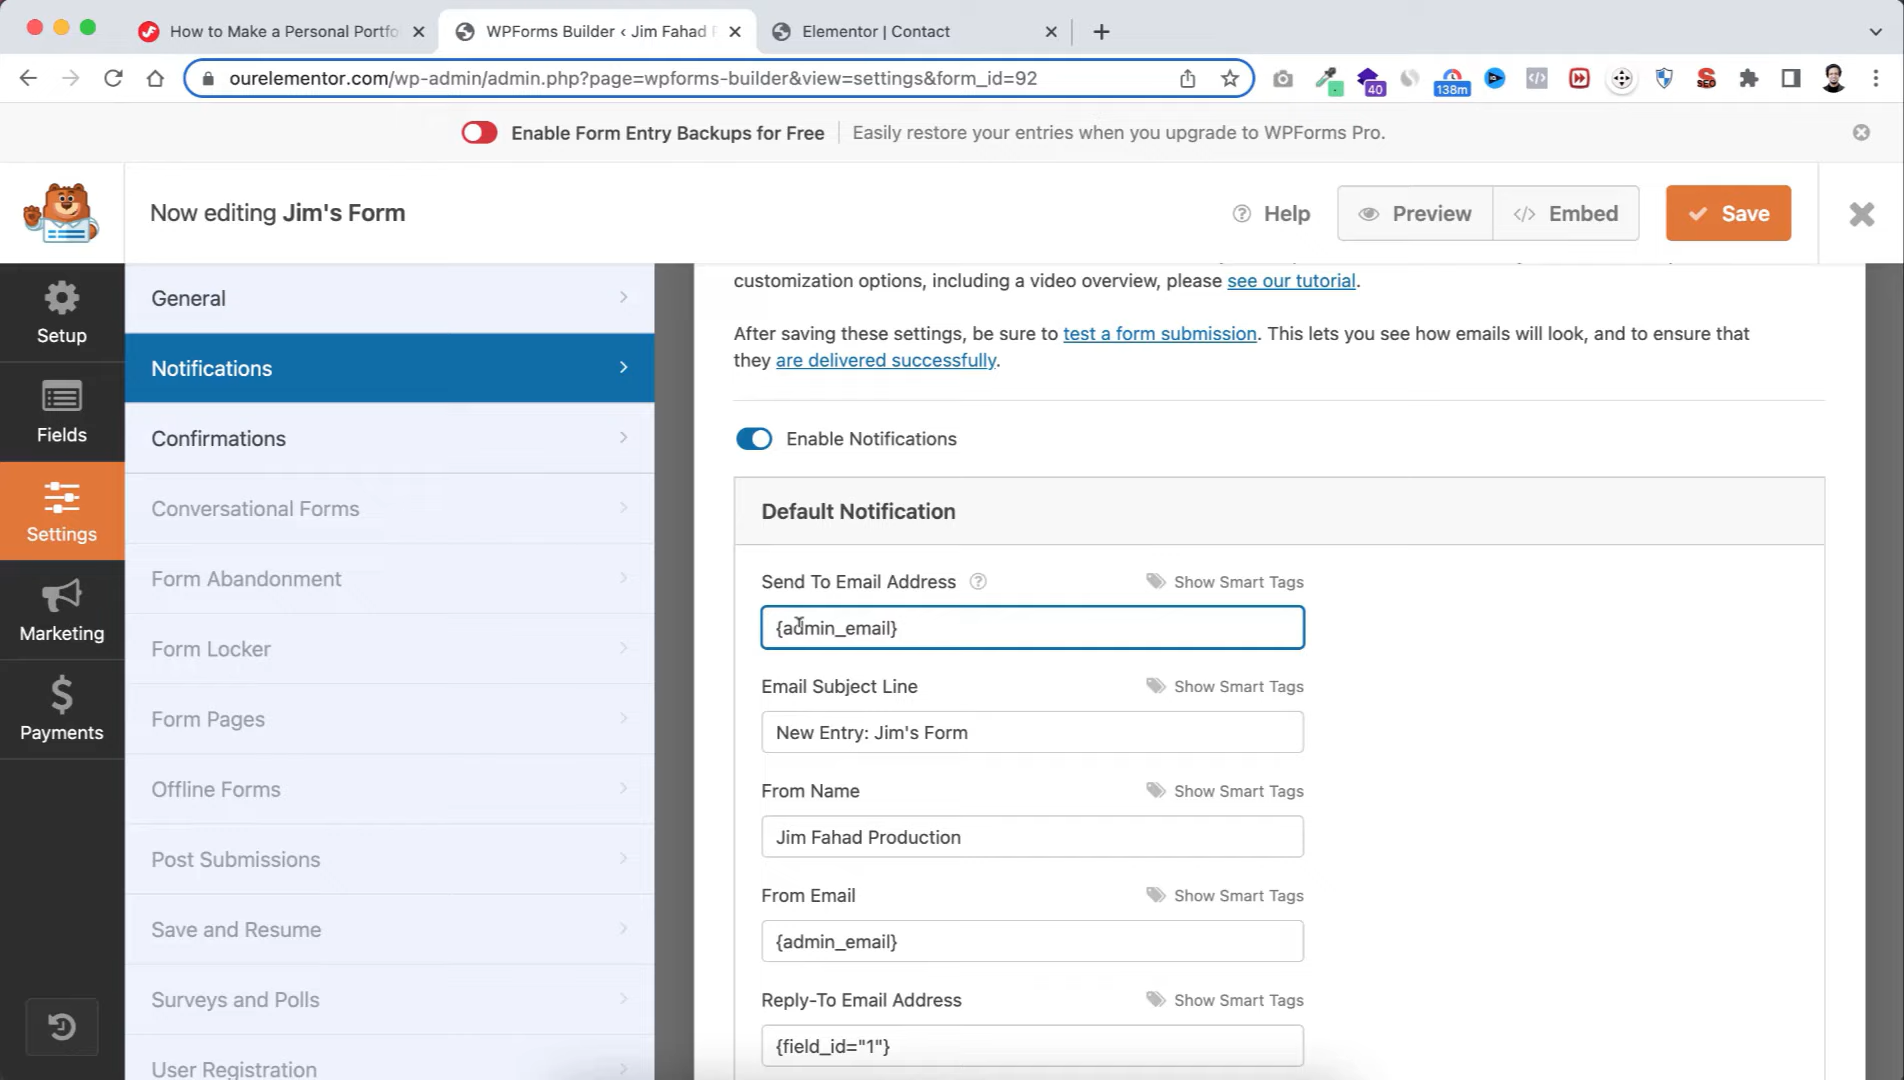 How to Make a Personal Portfo
WPForms Builder ‹ Jim Fahad P
Elementor | Contact
ourelementor.com/wp-admin/admin.php?page=wpforms-builder&view=settings&form_id=92
40
138m
SEO
Enable Form Entry Backups for Free
Easily restore your entries when you upgrade to WPForms Pro.
Now editing Jim's Form
Help
Preview
Embed
Save
Setup
Fields
Settings
Marketing
Payments
General
Notifications
Confirmations
Conversational Forms
Form Abandonment
Form Locker
Form Pages
Offline Forms
Post Submissions
Save and Resume
Surveys and Polls
User Registration
customization options, including a video overview, please see our tutorial.
After saving these settings, be sure to test a form submission. This lets you see how emails will look, and to ensure that
they are delivered successfully.
Enable Notifications
Default Notification
Send To Email Address
Show Smart Tags
{admin_email}
Email Subject Line
Show Smart Tags
New Entry: Jim's Form
From Name
Show Smart Tags
Jim Fahad Production
From Email
Show Smart Tags
{admin_email}
Reply-To Email Address
Show Smart Tags
{field_id="1"}